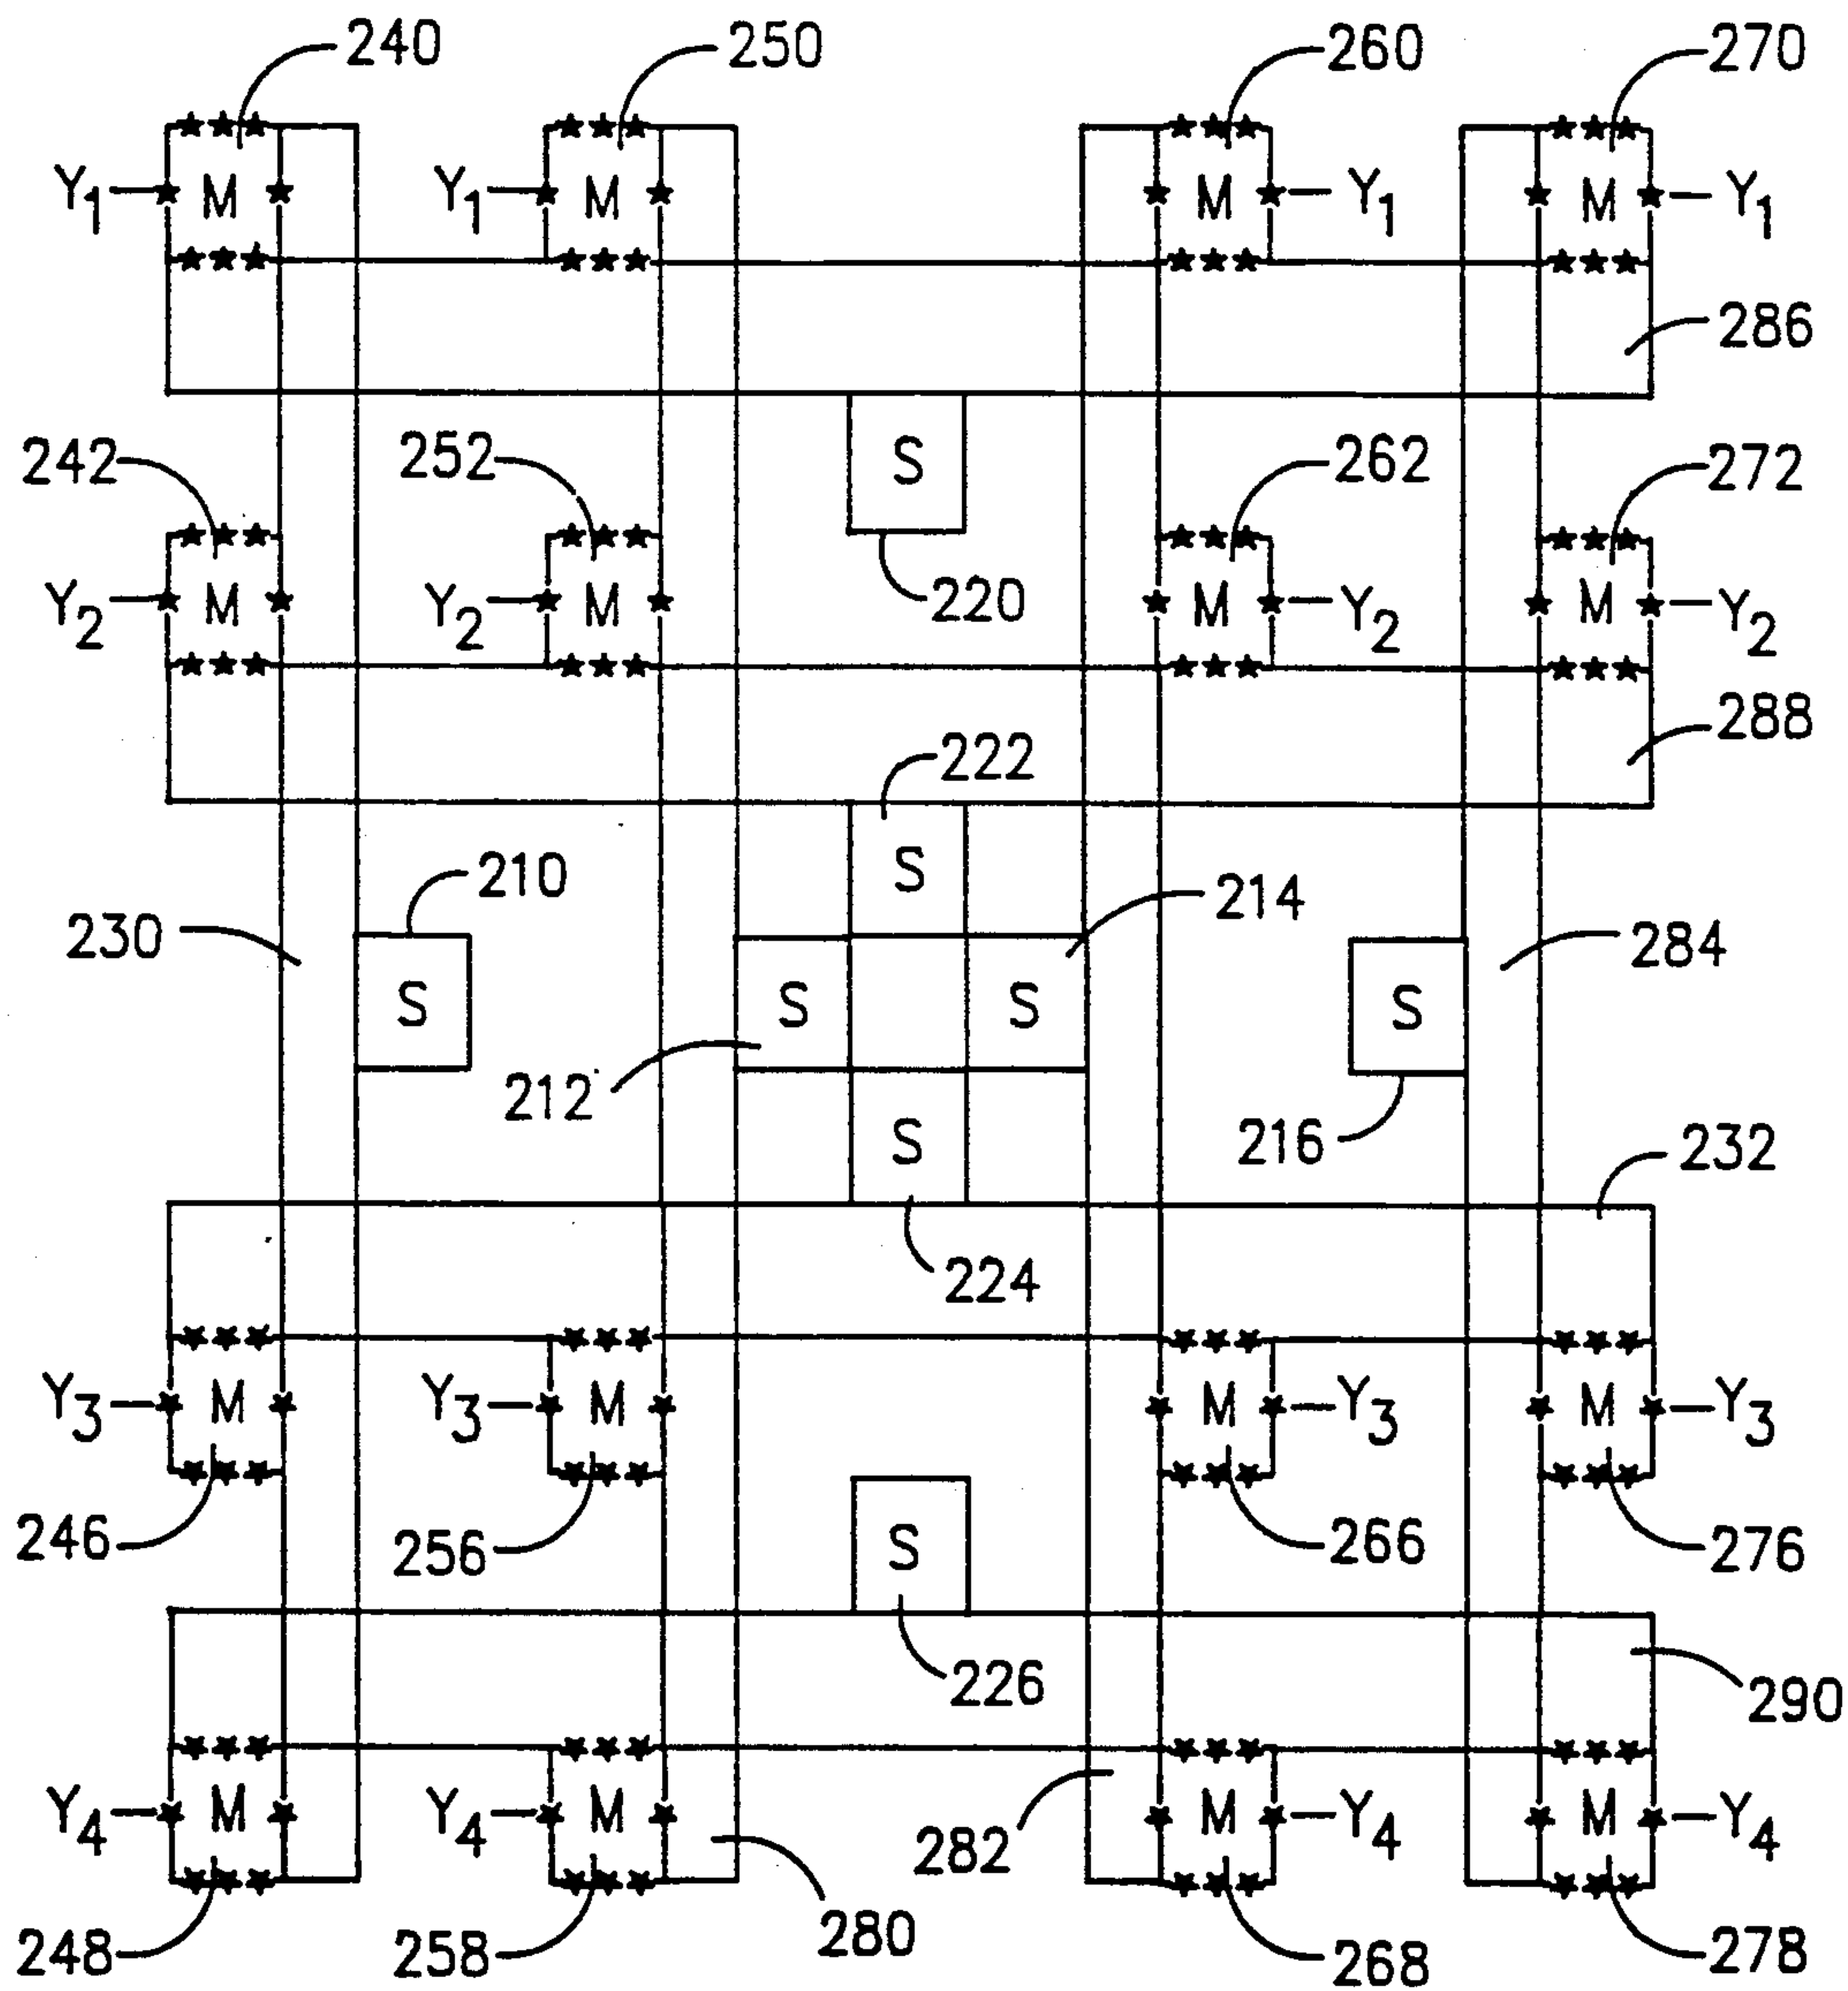 240 250 260 270
Y1 M Y1 M M Y1 M Y1
286
242 252 S 262 272
Y2 M Y2 M 220 M Y2 M Y2
288
222
210 S 214
230 284
S S S S
212 216
S 232
224
Y3 M Y3 M M Y3 M Y3
246 256 S 266 276
226 290
Y4 M Y4 M 282 M Y4 M Y4
248 258 280 268 278